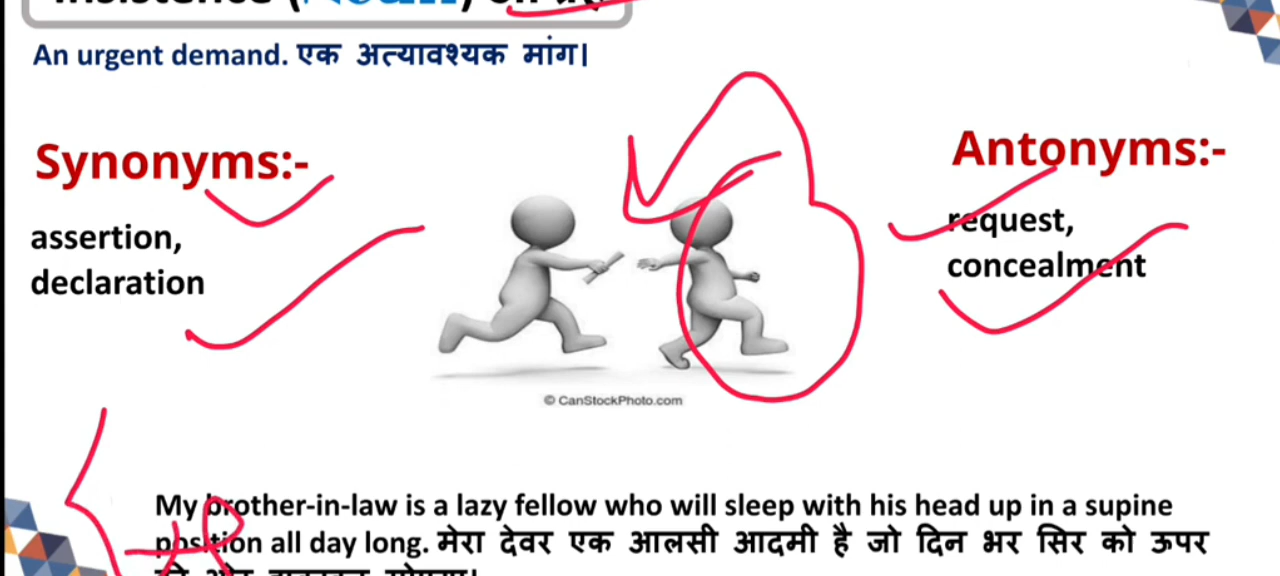 An urgent demand. एक अत्यावश्यक मांग।
Synonyms:-
assertion,
declaration
Antonyms:-
request,
concealment
© CanStockPhoto.com
My brother-in-law is a lazy fellow who will sleep with his head up in a supine
position all day long. मेरा देवर एक आलसी आदमी है जो दिन भर सिर को ऊपर